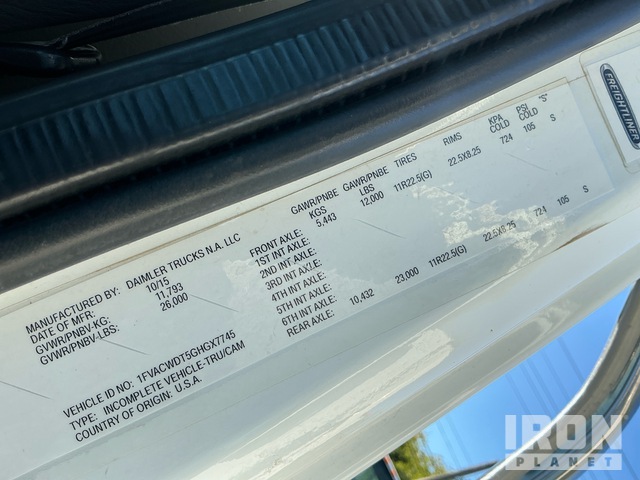 MANUFACTURED BY: DAIMLER TRUCKS N.A. LLC
DATE OF MFR: 10/15
GVWR/PNBV-KG: 11,793
GVWR/PNBV-LBS: 26,000
VEHICLE ID NO: 1FVACWDT5GHGX7745
TYPE: INCOMPLETE VEHICLE-TRU/CAM
COUNTRY OF ORIGIN: U.S.A.
GAWR/PNBE KGS GAWR/PNBE LBS TIRES RIMS KPA COLD PSI COLD "S"
FRONT AXLE: 5,443 12,000 11R22.5(G) 22.5X8.25 724 105 S
1ST INT AXLE:
2ND INT AXLE:
3RD INT AXLE:
4TH INT AXLE:
5TH INT AXLE:
6TH INT AXLE:
REAR AXLE: 10,432 23,000 11R22.5(G) 22.5X8.25 724 105 S
FREIGHTLINER
IRON
PLANET